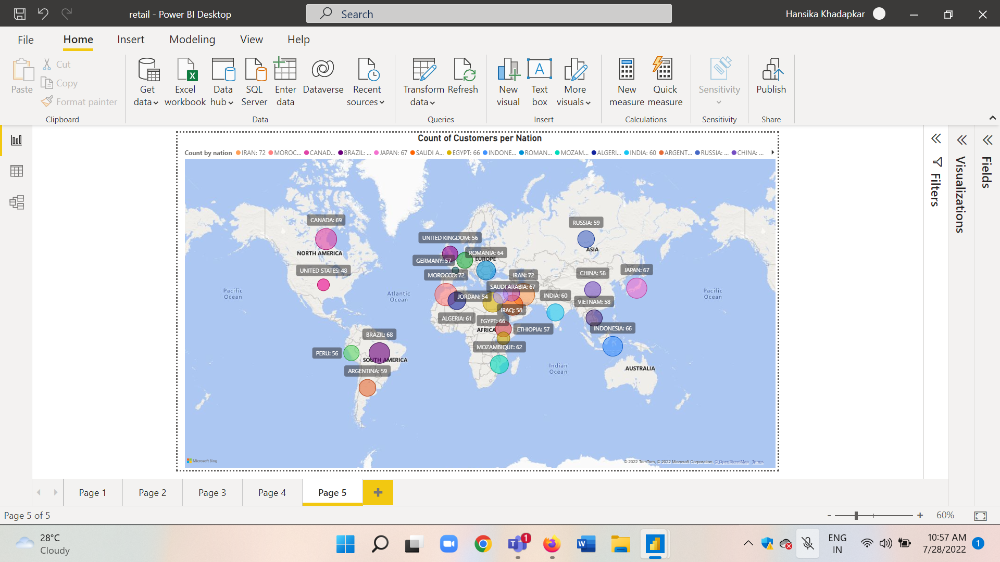 retail - Power BI Desktop
Search
Hansika Khadapkar
File Home Insert Modeling View Help
Paste
Cut
Copy
Format painter
Clipboard
Get data
Excel workbook
Data hub
SQL Server
Enter data
Dataverse
Recent sources
Data
Transform data
Refresh
Queries
New visual
Text box
More visuals
Insert
New measure
Quick measure
Calculations
Sensitivity
Sensitivity
Publish
Share
Count of Customers per Nation
Count by nation IRAN: 72 MOROC... CANAD... BRAZIL: ... JAPAN: 67 SAUDI A... EGYPT: 66 INDONE... ROMAN... MOZAM... ALGERI... INDIA: 60 ARGENT... RUSSIA: ... CHINA: ...
CANADA: 69
RUSSIA: 59
UNITED KINGDOM: 56
NORTH AMERICA
ASIA
ROMANIA: 64
EUROPE
GERMANY: 57
UNITED STATES: 48
MOROCCO: 72
IRAN: 72
CHINA: 58
JAPAN: 67
SAUDI ARABIA: 67
Pacific Ocean
Atlantic Ocean
JORDAN: 54
INDIA: 60
Pacific Ocean
VIETNAM: 58
IRAQ: 58
ALGERIA: 61
EGYPT: 66
AFRICA
ETHIOPIA: 57
INDONESIA: 66
BRAZIL: 68
MOZAMBIQUE: 62
PERU: 56
SOUTH AMERICA
Indian Ocean
AUSTRALIA
ARGENTINA: 59
Microsoft Bing
© 2022 TomTom, © 2022 Microsoft Corporation, © OpenStreetMap Terms
Filters
Visualizations
Fields
Page 1 Page 2 Page 3 Page 4 Page 5
Page 5 of 5
60%
28°C
Cloudy
1
ENG
IN
10:57 AM
7/28/2022
1